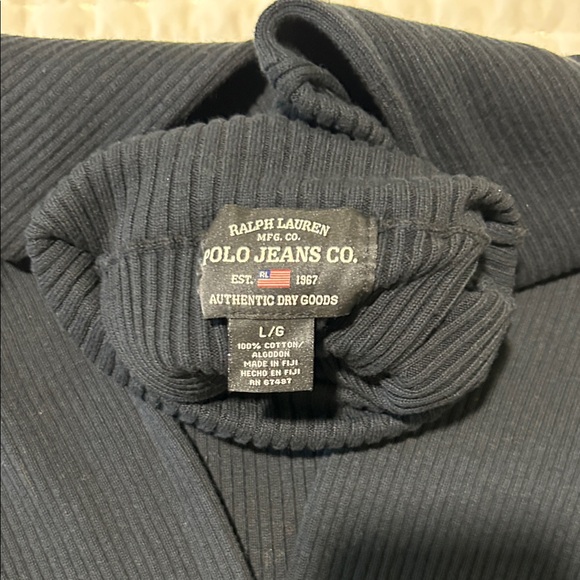 RALPH LAUREN
MFG. CO.
POLO JEANS CO.
EST. RL 1967
AUTHENTIC DRY GOODS
L/G
100% COTTON/
ALGODON
MADE IN FIJI
HECHO EN FIJI
RN 67487